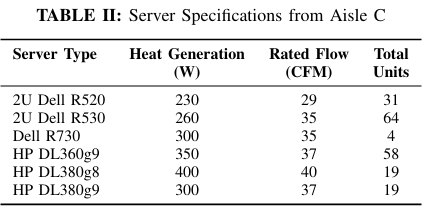 TABLE II: Server Specifications from Aisle C
Server Type Heat Generation (W) Rated Flow (CFM) Total Units
2U Dell R520 230 29 31
2U Dell R530 260 35 64
Dell R730 300 35 4
HP DL360g9 350 37 58
HP DL380g8 400 40 19
HP DL380g9 300 37 19